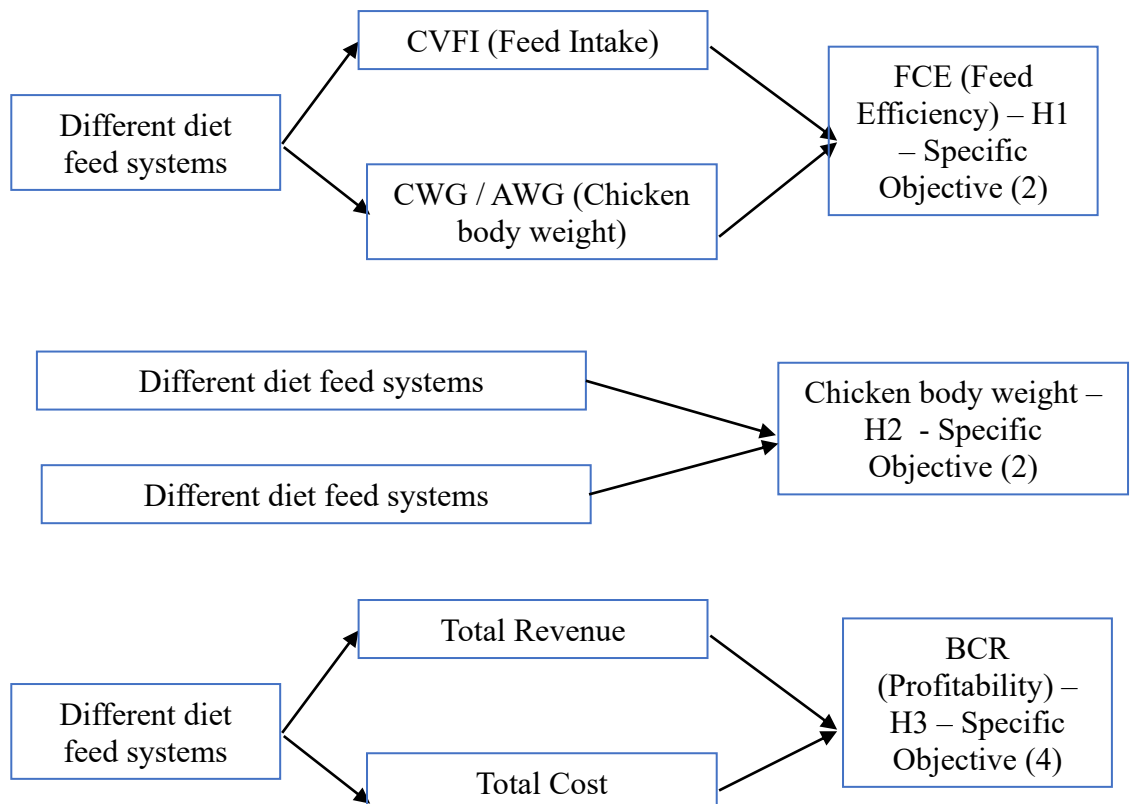 CVFI (Feed Intake)
Different diet
feed systems
CWG / AWG (Chicken
body weight)
FCE (Feed
Efficiency) – H1
– Specific
Objective (2)
Different diet feed systems
Different diet feed systems
Chicken body weight –
H2 - Specific
Objective (2)
Total Revenue
Different diet
feed systems
Total Cost
BCR
(Profitability) –
H3 – Specific
Objective (4)